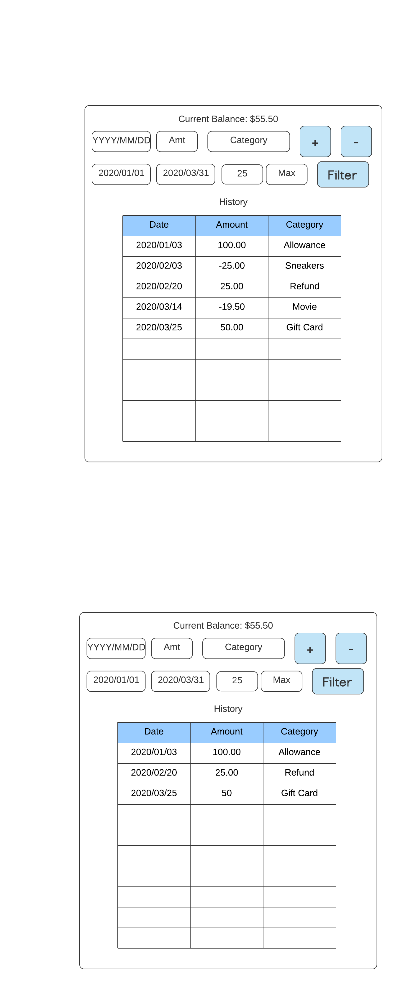 Current Balance: $55.50
YYYY/MM/DD Amt Category + -
2020/01/01 2020/03/31 25 Max Filter
History
Date Amount Category
2020/01/03 100.00 Allowance
2020/02/03 -25.00 Sneakers
2020/02/20 25.00 Refund
2020/03/14 -19.50 Movie
2020/03/25 50.00 Gift Card
Current Balance: $55.50
YYYY/MM/DD Amt Category + -
2020/01/01 2020/03/31 25 Max Filter
History
Date Amount Category
2020/01/03 100.00 Allowance
2020/02/20 25.00 Refund
2020/03/25 50 Gift Card